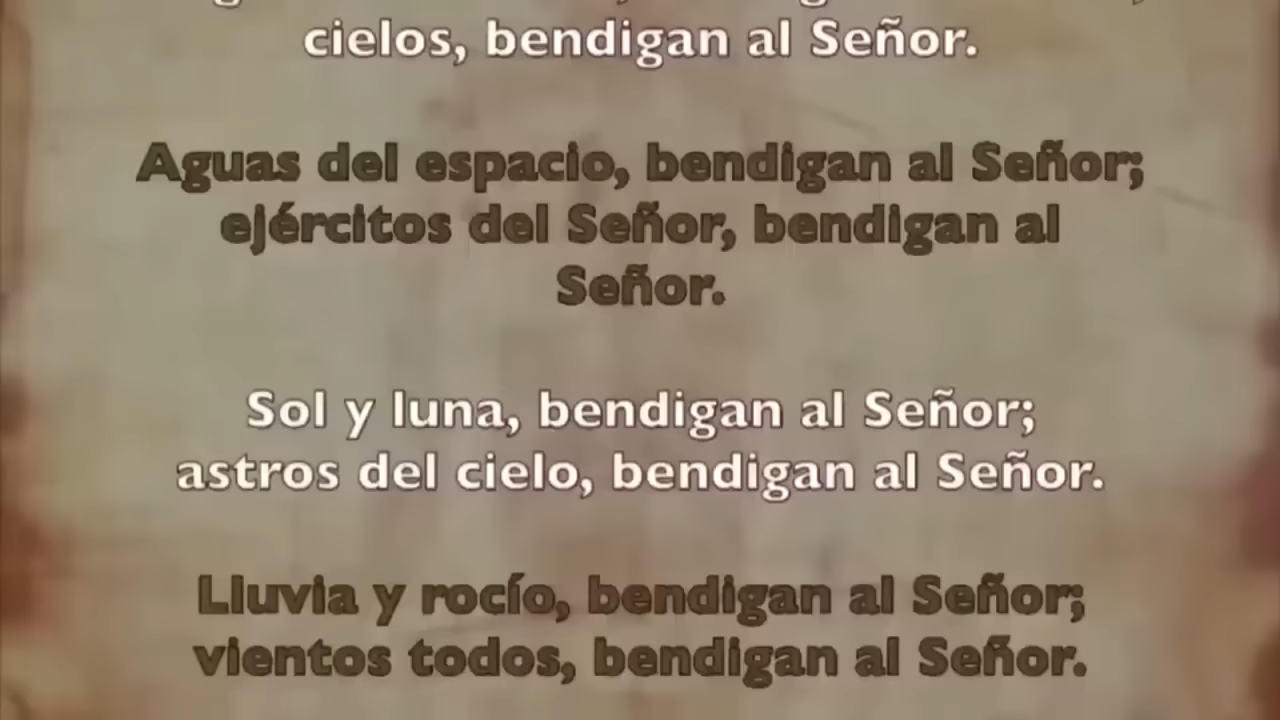 cielos, bendigan al Señor.
Aguas del espacio, bendigan al Señor;
ejércitos del Señor, bendigan al
Señor.
Sol y luna, bendigan al Señor;
astros del cielo, bendigan al Señor.
Lluvia y rocío, bendigan al Señor;
vientos todos, bendigan al Señor.